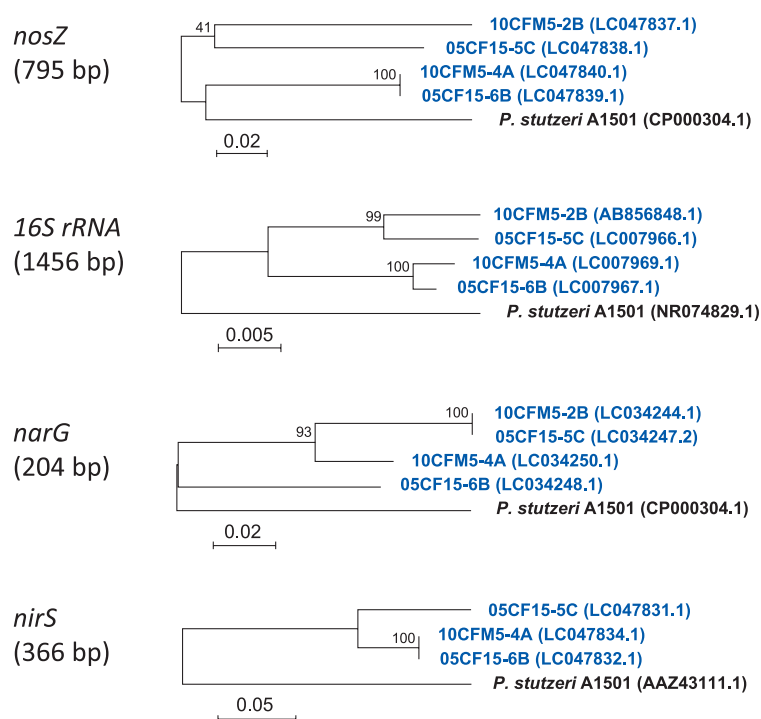 nosZ
(795 bp)
41
10CFM5-2B (LC047837.1)
05CF15-5C (LC047838.1)
100
10CFM5-4A (LC047840.1)
05CF15-6B (LC047839.1)
P. stutzeri A1501 (CP000304.1)
0.02
16S rRNA
(1456 bp)
99
10CFM5-2B (AB856848.1)
05CF15-5C (LC007966.1)
100
10CFM5-4A (LC007969.1)
05CF15-6B (LC007967.1)
P. stutzeri A1501 (NR074829.1)
0.005
narG
(204 bp)
100
10CFM5-2B (LC034244.1)
93
05CF15-5C (LC034247.2)
10CFM5-4A (LC034250.1)
05CF15-6B (LC034248.1)
P. stutzeri A1501 (CP000304.1)
0.02
nirS
(366 bp)
05CF15-5C (LC047831.1)
100
10CFM5-4A (LC047834.1)
05CF15-6B (LC047832.1)
P. stutzeri A1501 (AAZ43111.1)
0.05